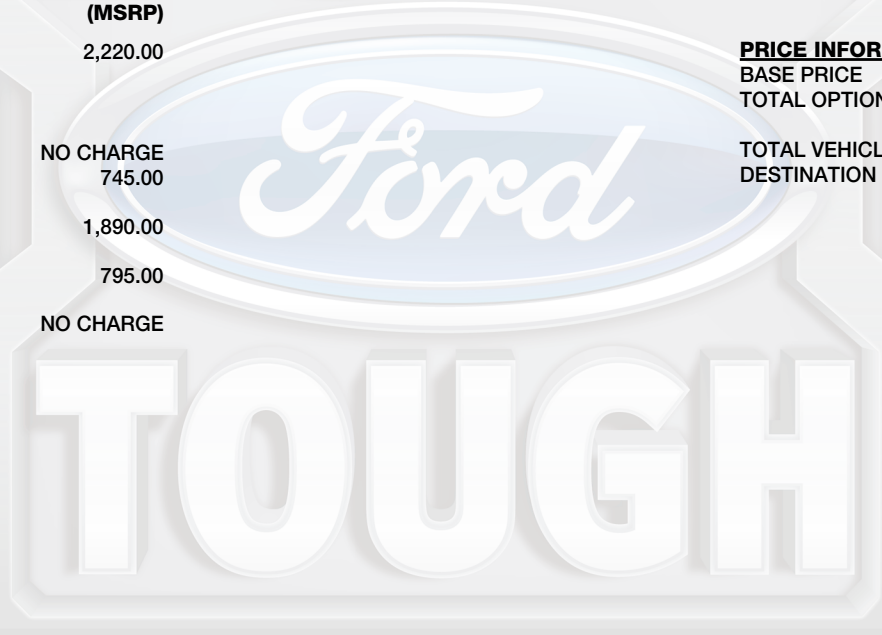 (MSRP)
2,220.00
NO CHARGE
745.00
1,890.00
795.00
NO CHARGE
PRICE INFOR
BASE PRICE
TOTAL OPTION
TOTAL VEHICL
DESTINATION
Ford
TOUGH